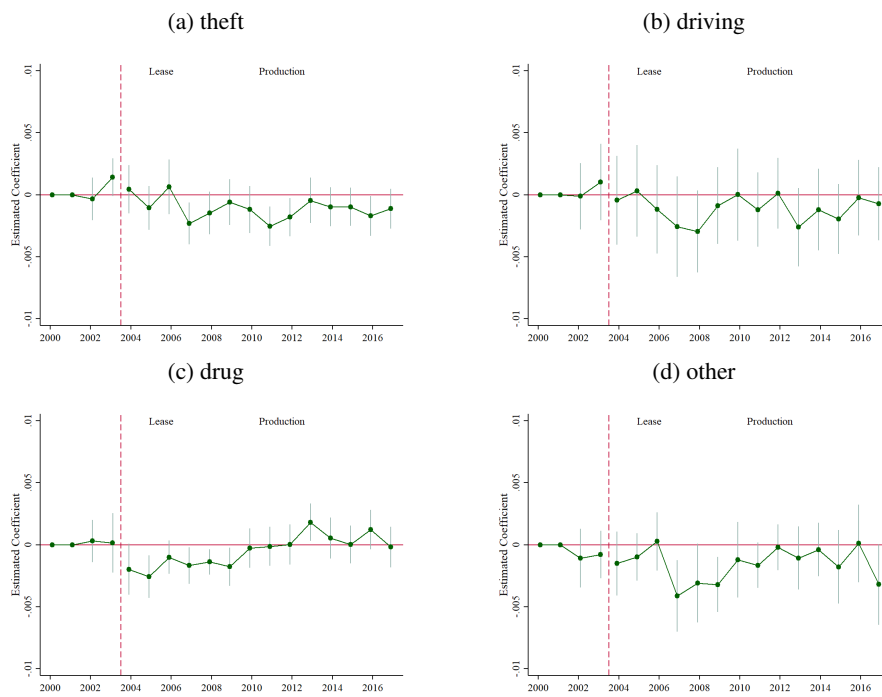 (a) theft
(b) driving
Lease Production
Lease Production
Estimated Coefficient
Estimated Coefficient
.01
.005
0
-.005
-.01
.01
.005
0
-.005
-.01
2000 2002 2004 2006 2008 2010 2012 2014 2016
2000 2002 2004 2006 2008 2010 2012 2014 2016
(c) drug
(d) other
Lease Production
Lease Production
Estimated Coefficient
Estimated Coefficient
.01
.005
0
-.005
-.01
.01
.005
0
-.005
-.01
2000 2002 2004 2006 2008 2010 2012 2014 2016
2000 2002 2004 2006 2008 2010 2012 2014 2016